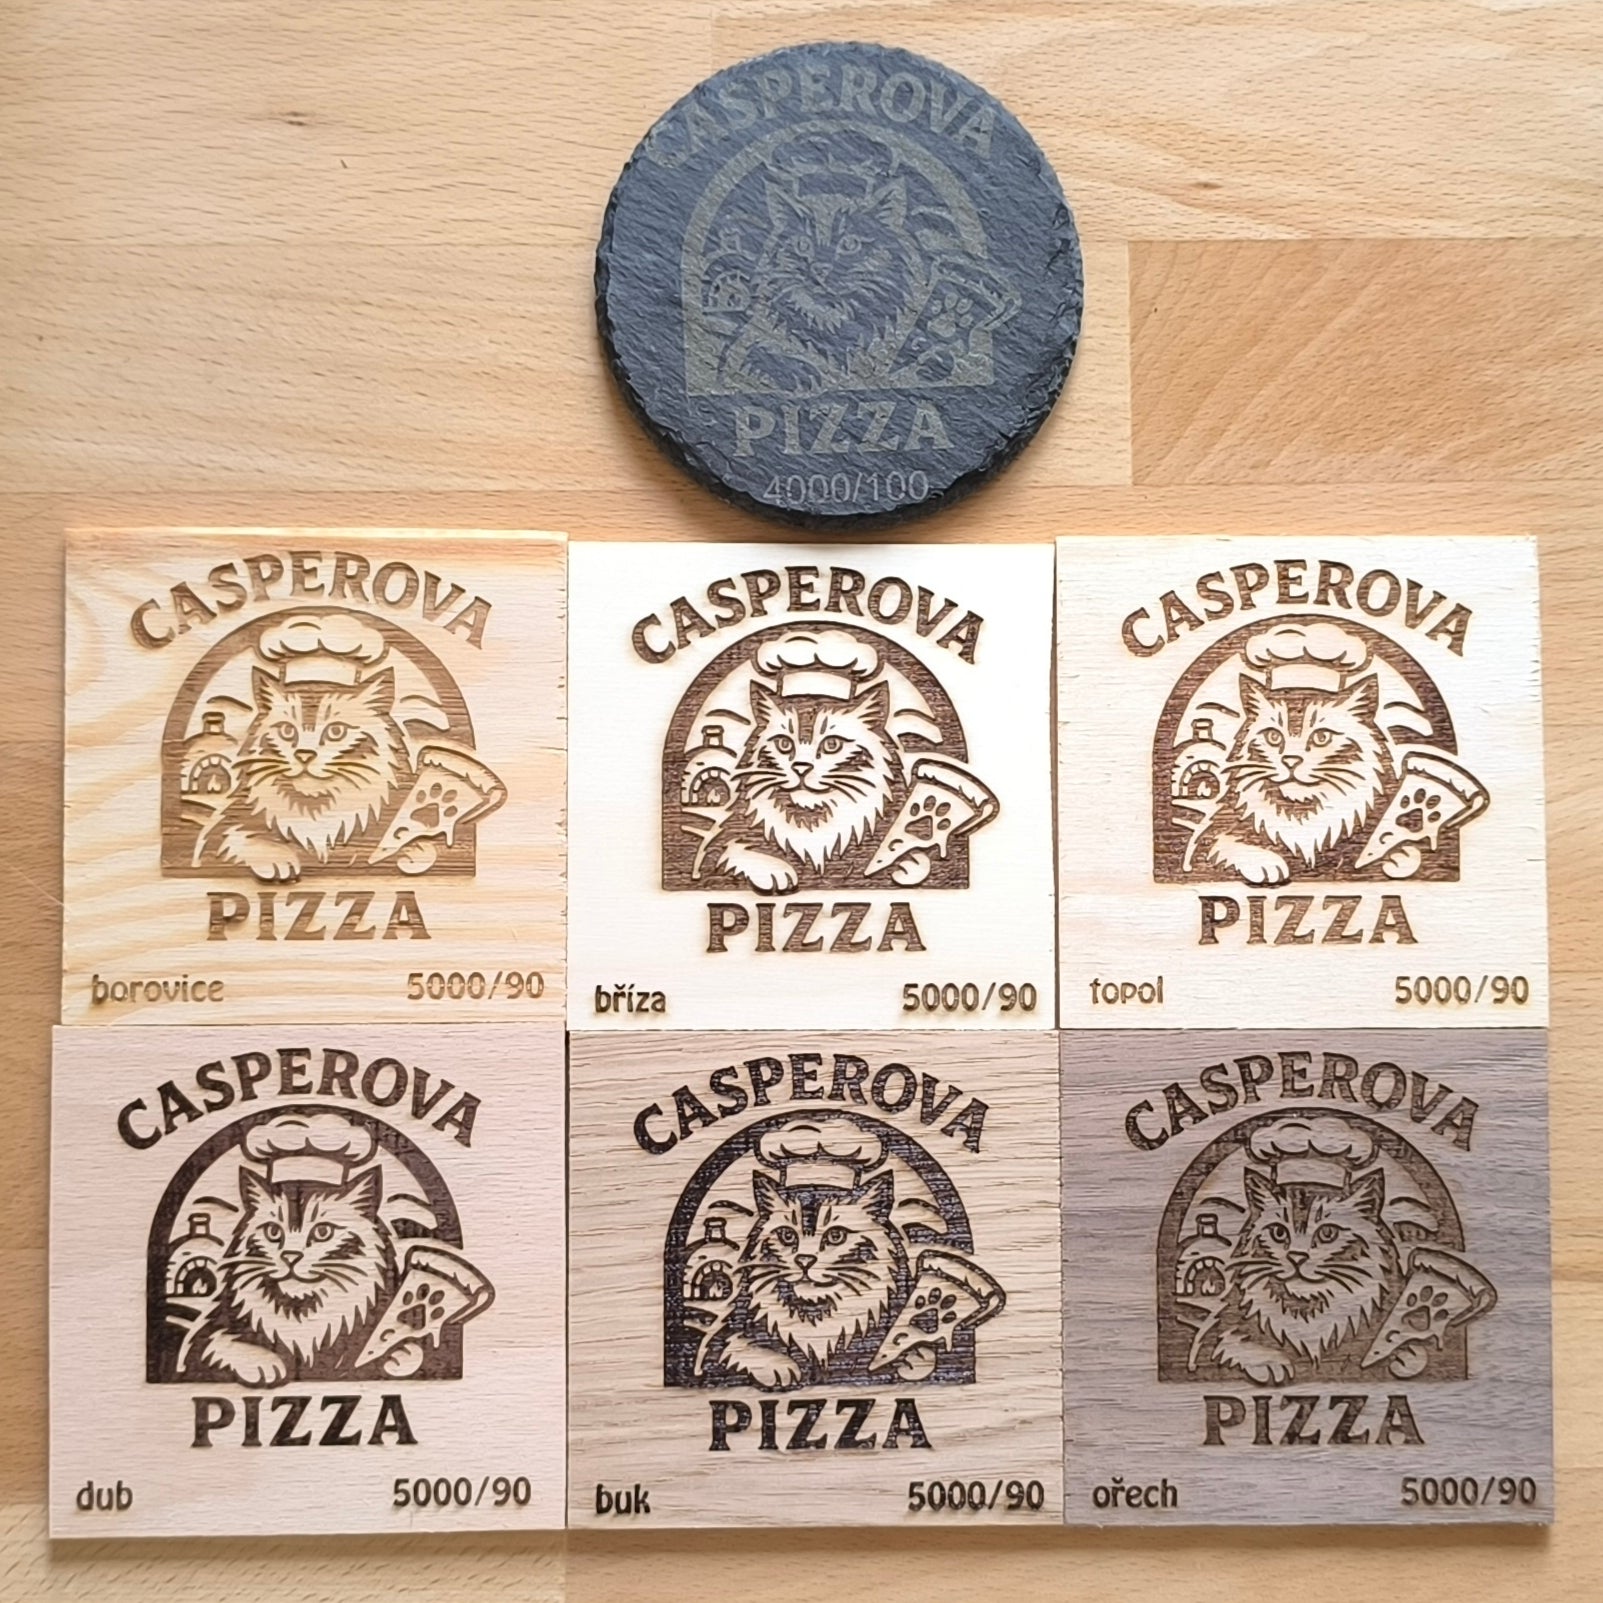 CASPEROVA
PIZZA
4000/100
CASPEROVA
PIZZA
borovice 5000/90
CASPEROVA
PIZZA
bříza 5000/90
CASPEROVA
PIZZA
topol 5000/90
CASPEROVA
PIZZA
dub 5000/90
CASPEROVA
PIZZA
buk 5000/90
CASPEROVA
PIZZA
ořech 5000/90